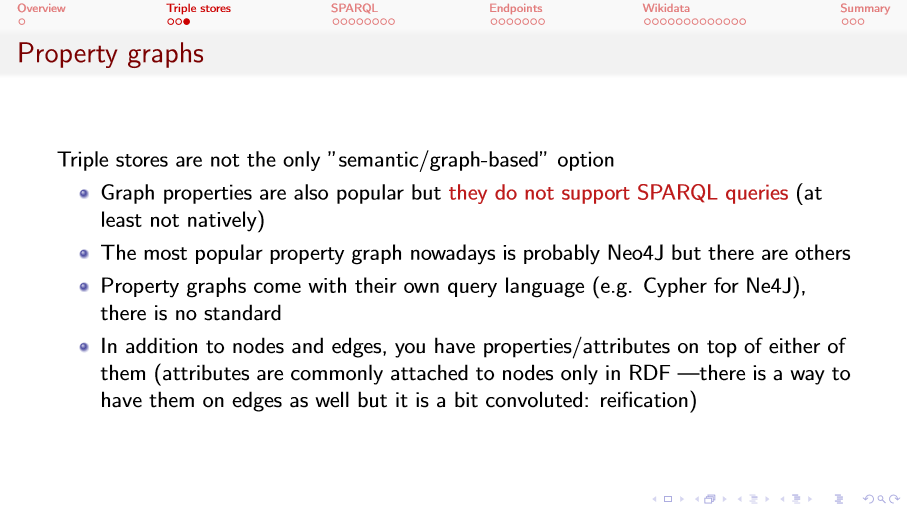 Overview Triple stores SPARQL Endpoints Wikidata Summary
Property graphs
Triple stores are not the only ”semantic/graph-based” option
Graph properties are also popular but they do not support SPARQL queries (at
least not natively)
The most popular property graph nowadays is probably Neo4J but there are others
Property graphs come with their own query language (e.g. Cypher for Ne4J),
there is no standard
In addition to nodes and edges, you have properties/attributes on top of either of
them (attributes are commonly attached to nodes only in RDF —there is a way to
have them on edges as well but it is a bit convoluted: reification)